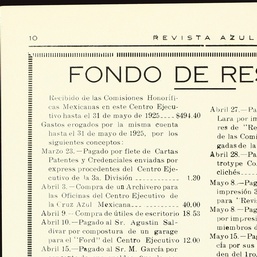 10
REVISTA AZUL
FONDO DE RES
Recibido de las Comisiones Honorífi-
cas Mexicanas en este Centro Ejecu-
tivo hasta el 31 de mayo de 1925.... $494.40
Gastos erogados por la misma cuenta
hasta el 31 de mayo de 1925, por los
siguientes conceptos:
Marzo 23.—Pagado por flete de Cartas
Patentes y Credenciales enviadas por
express procedentes del Centro Eje-
cutivo de la 3a. División ............ 1.20
Abril 3.—Compra de un Archivero para
las Oficinas del Centro Ejecutivo de
la Cruz Azul Mexicana............ 40.00
Abril 9.—Compra de útiles de escritorio 18 53
Abril 10.—Pagado al Sr. Agustín Sal-
divar por compostura de un garage
para el "Ford" del Centro Ejecutivo 12.00
Abril 15.—Pagado al Sr. M. García por
Abril 27.—Pa
Lara por im
res de "Re
de las Comi
gadas de la
Abril 28.—Pa
trotype Co
clichés......
Mayo 8.—Pag
impresión 3
para "Rev
Mayo 8—Pag
por impresi
miembros d
Mayo 15.—Pag
cia por sus
den del 1ro.